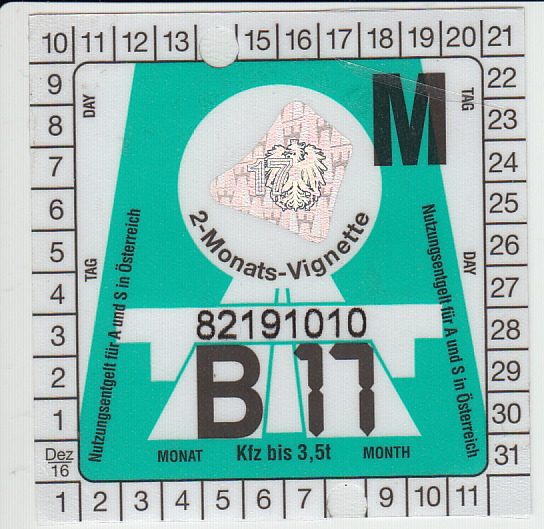 10 11 12 13 15 16 17 18 19 20 21
9 22
8 23
7 24
6 25
5 26
4 27
3 28
2 29
1 30
Dez
16
31
1 2 3 4 5 6 7 9 10 11
DAY
M
TAG
17
2-Monats-Vignette
TAG
DAY
Nutzungsentgelt für A und S in Österreich
Nutzungsentgelt für A und S in Österreich
82191010
B 17
MONAT Kfz bis 3,5t MONTH